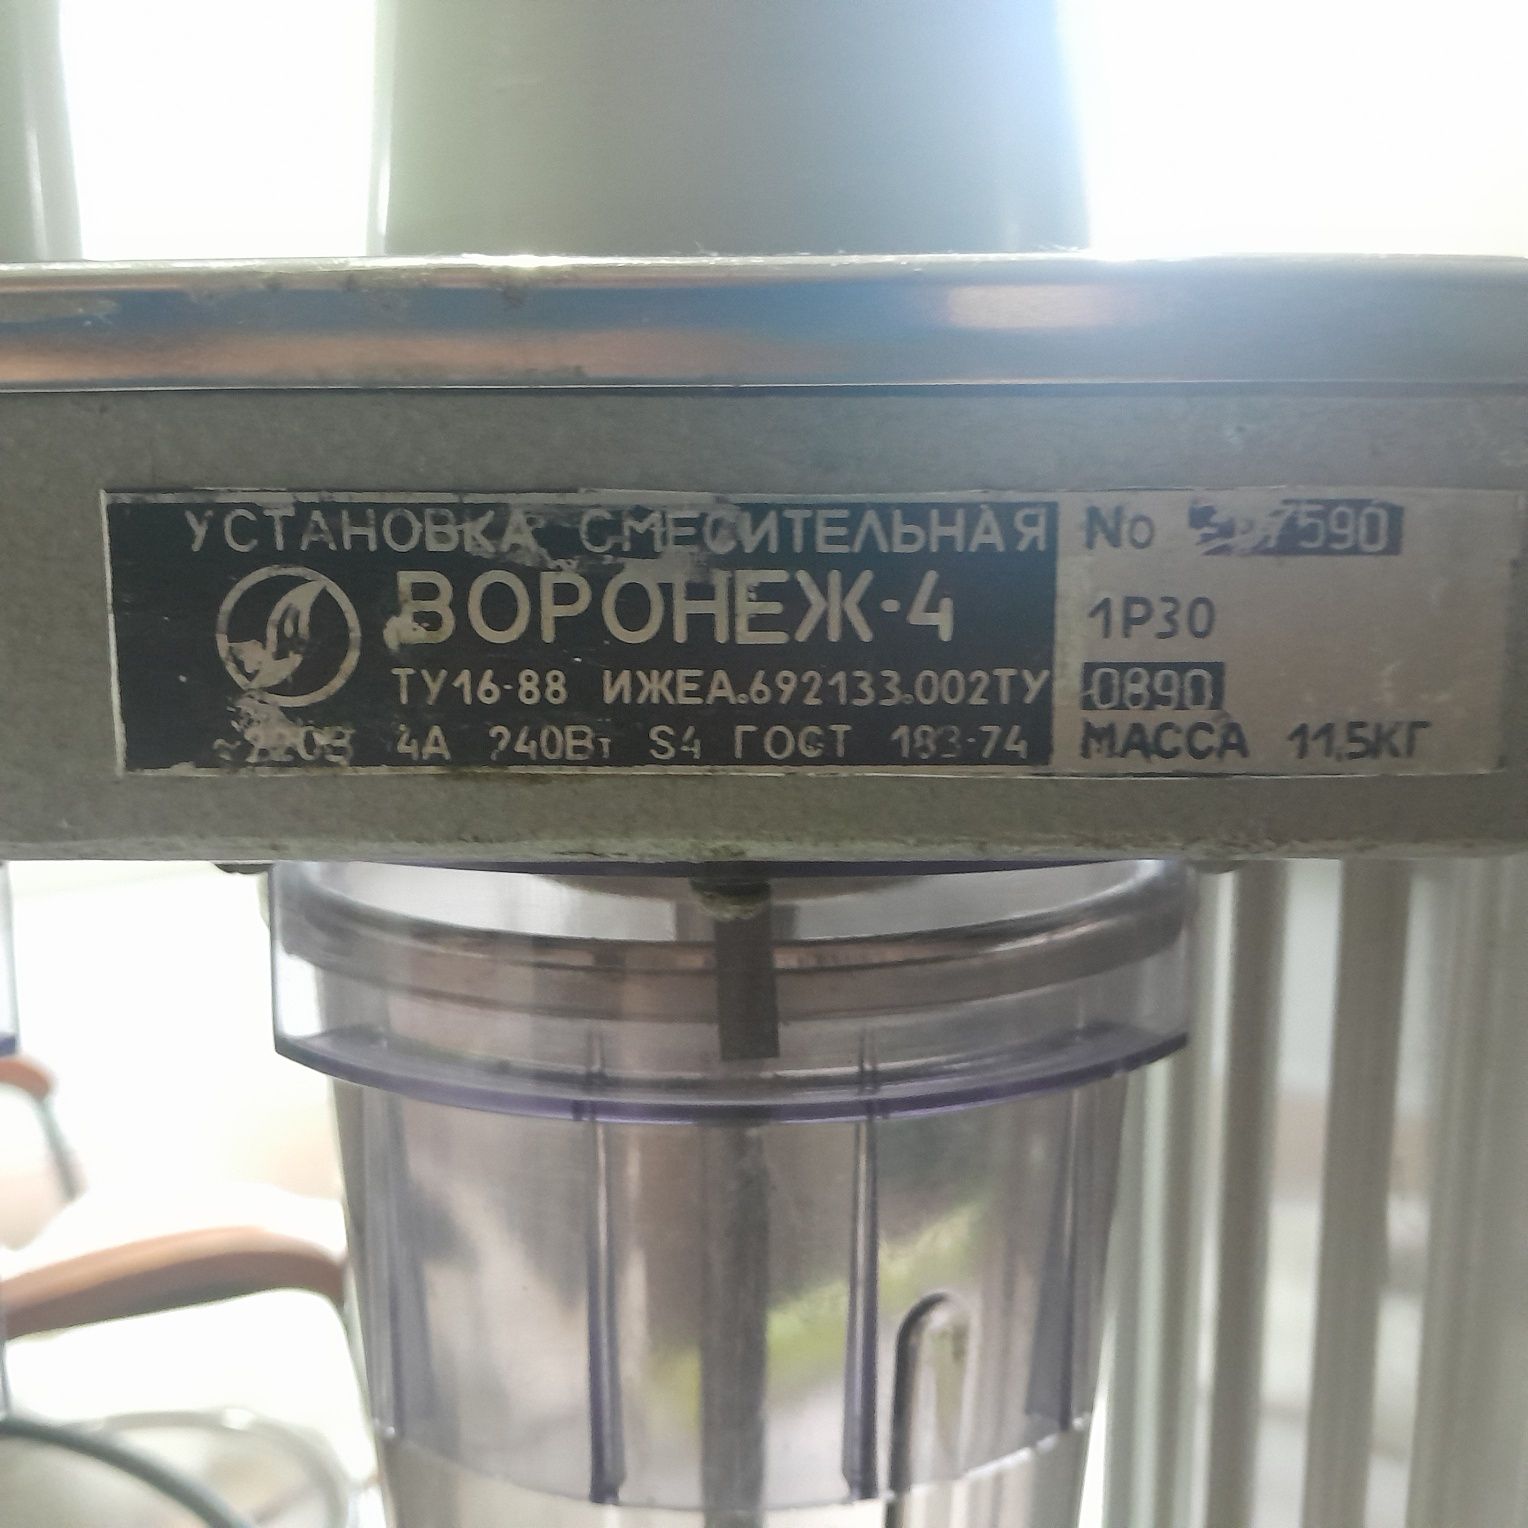 УСТАНОВКА СМЕСИТЕЛЬНАЯ
ВОРОНЕЖ-4
ТУ16-88 ИЖЕА.692133.002ТУ
~220В 4А 240Вт S4 ГОСТ 183-74
No
1Р30
0890
МАССА 11,5КГ